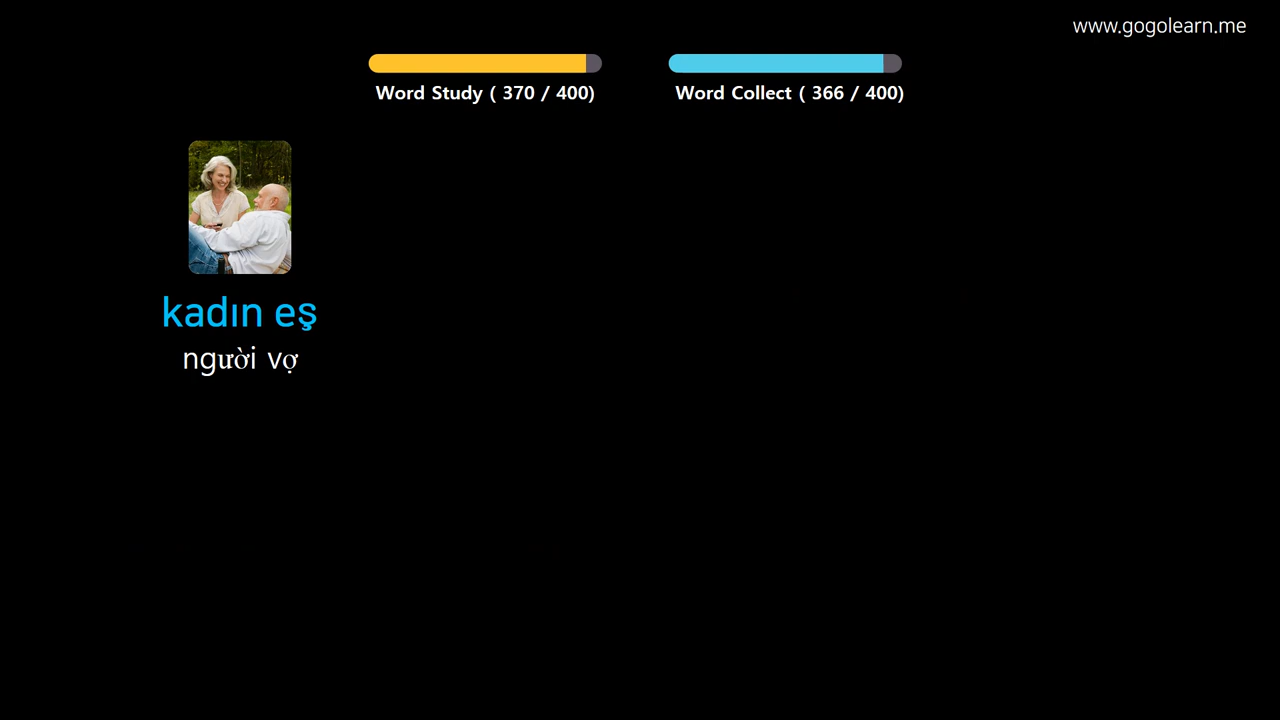 www.gogolearn.me
Word Study ( 370 / 400)
Word Collect ( 366 / 400)
kadın eş
người vợ